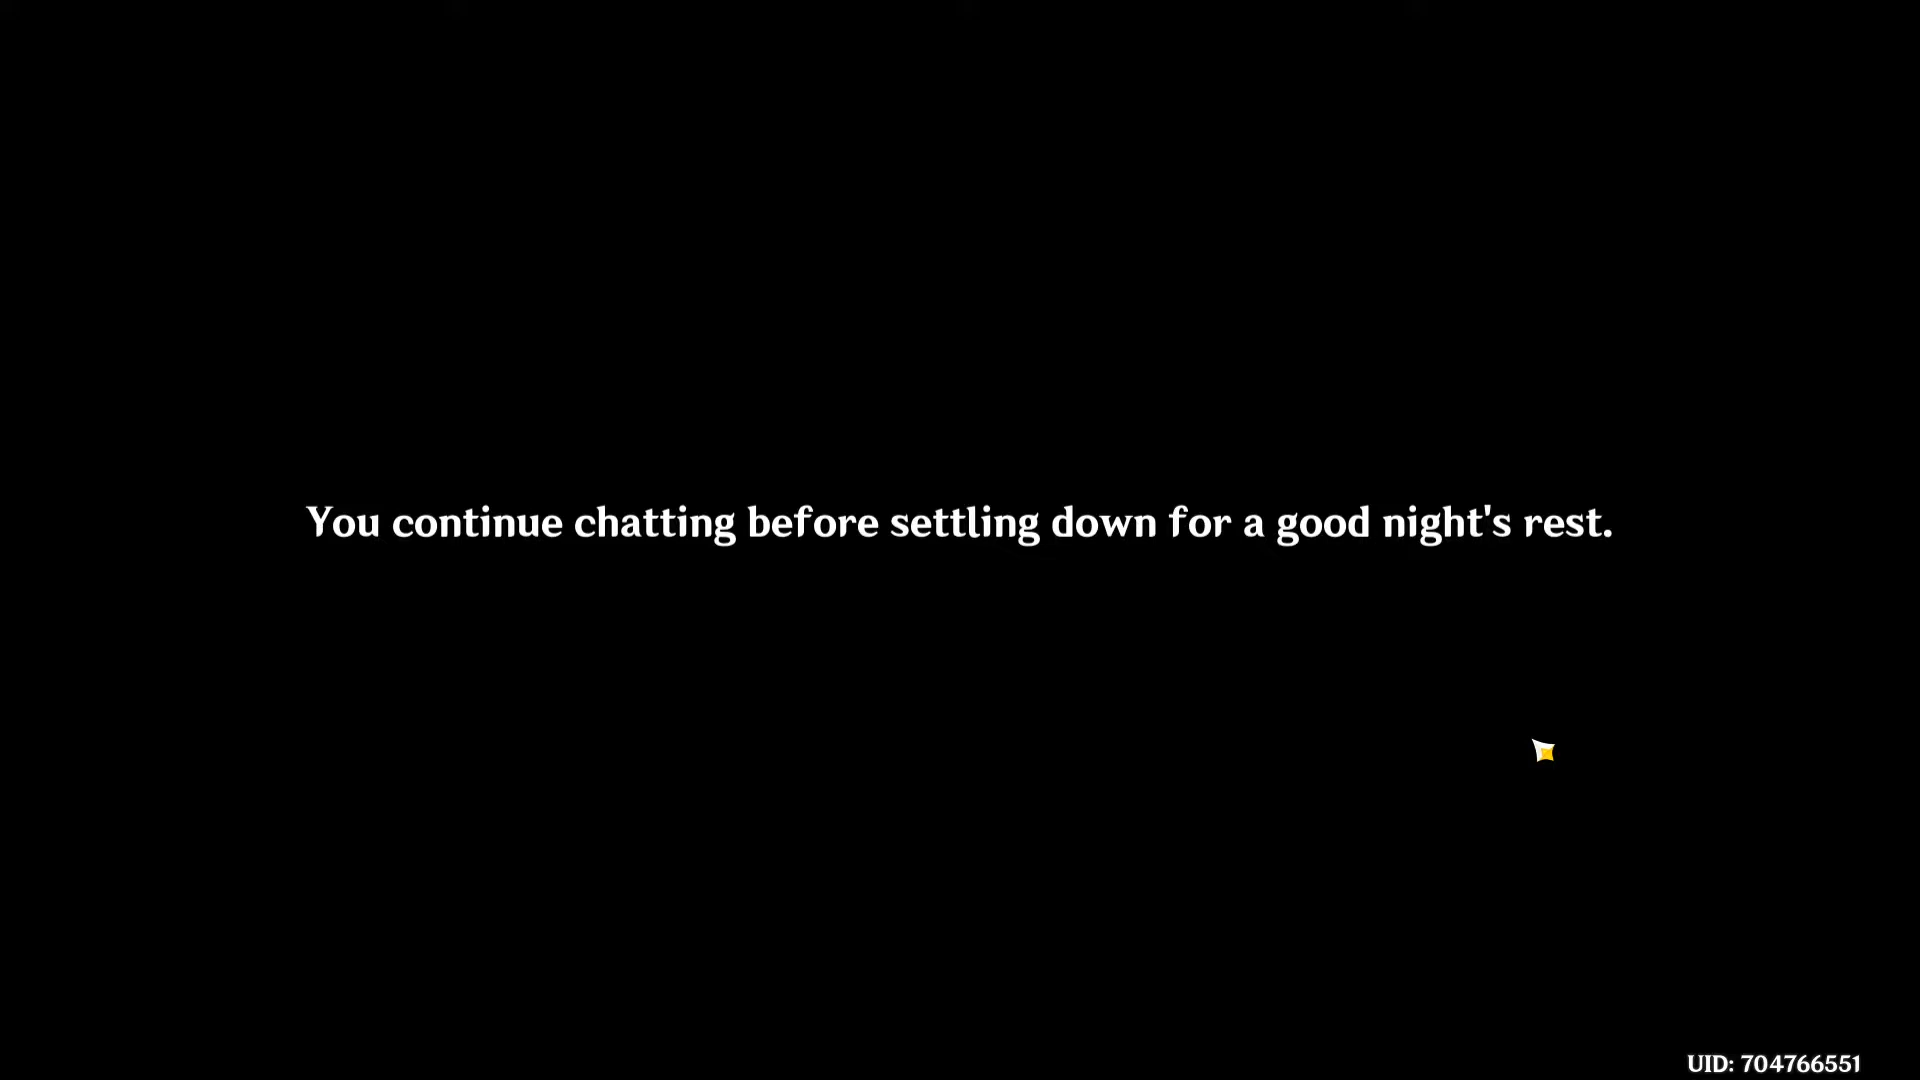 You continue chatting before settling down for a good night's rest.
UID: 704766551